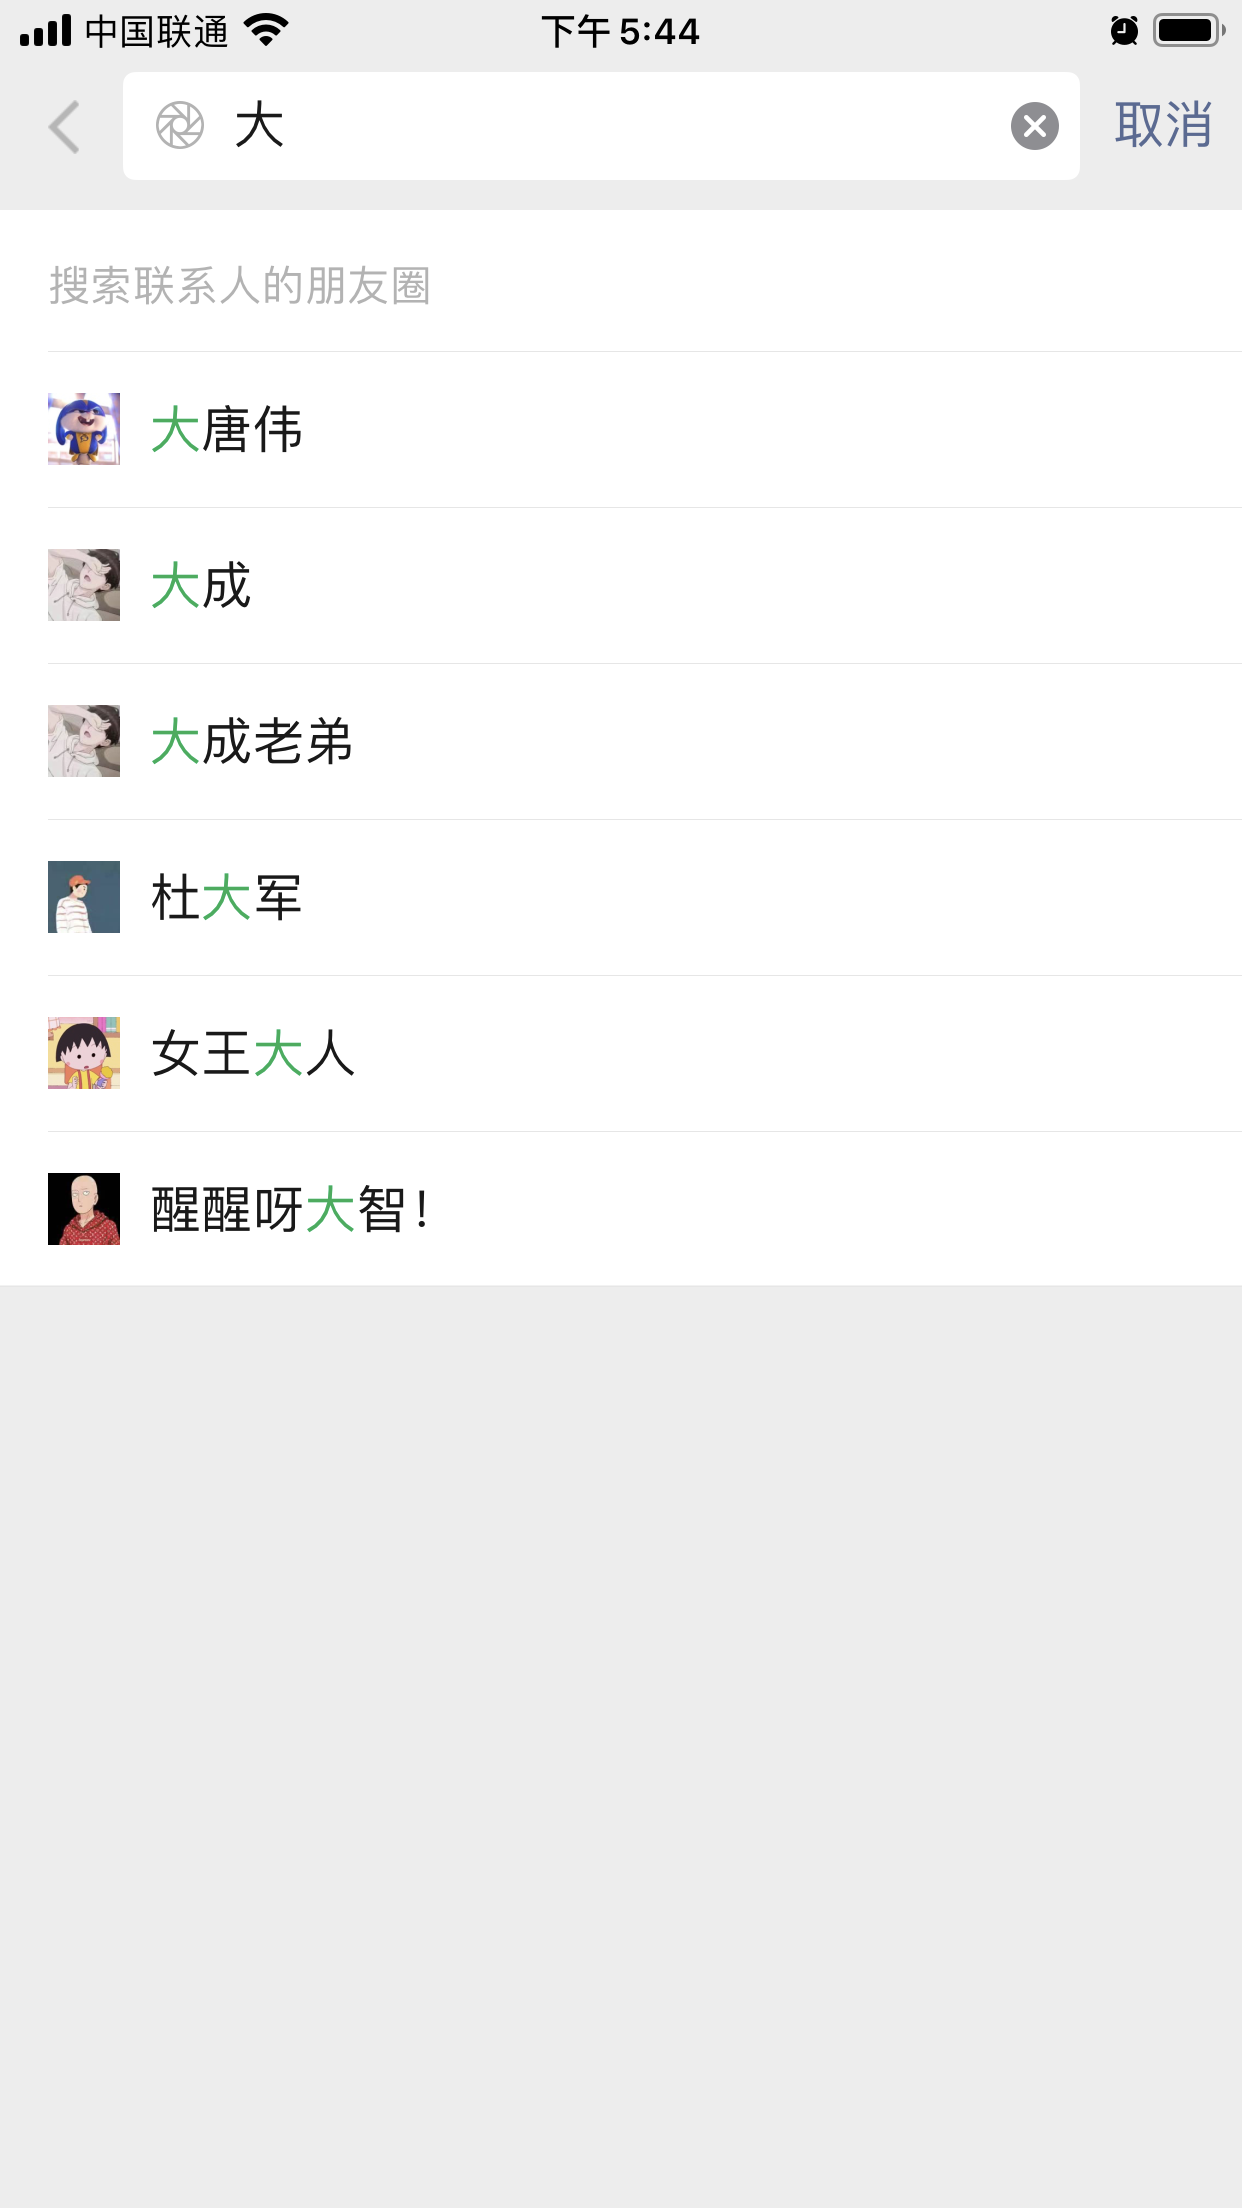 中国联通 下午 5:44
大 取消
搜索联系人的朋友圈
大唐伟
大成
大成老弟
杜大军
女王大人
醒醒呀大智！